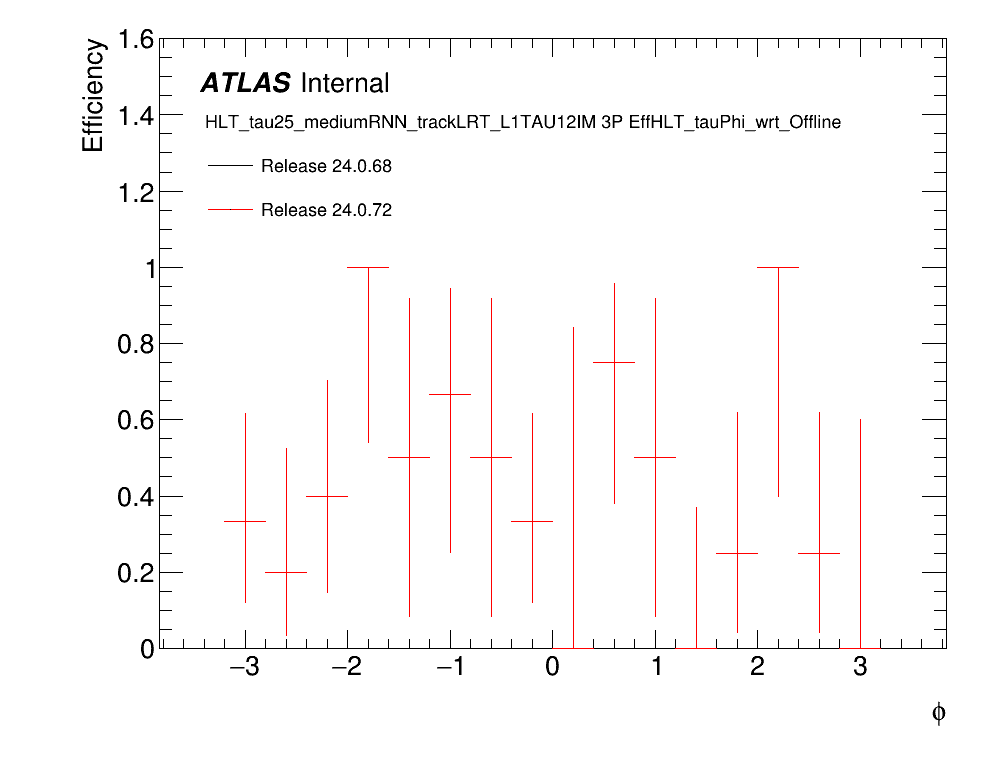 Efficiency
1.6
1.4
1.2
1
0.8
0.6
0.4
0.2
0
ATLAS Internal
HLT_tau25_mediumRNN_trackLRT_L1TAU12IM 3P EffHLT_tauPhi_wrt_Offline
Release 24.0.68
Release 24.0.72
−3 −2 −1 0 1 2 3
ϕ